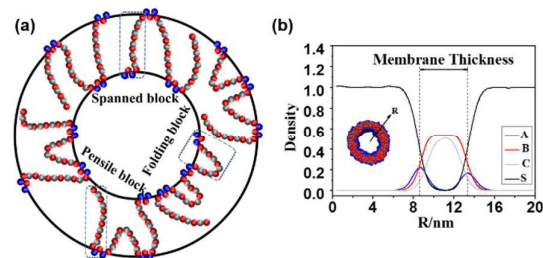 (a)
Spanned block
Folding block
Pensile block
(b)
Membrane Thickness
Density
1.4
1.2
1.0
0.8
0.6
0.4
0.2
0.0
R
A
B
C
S
0 4 8 12 16 20
R/nm